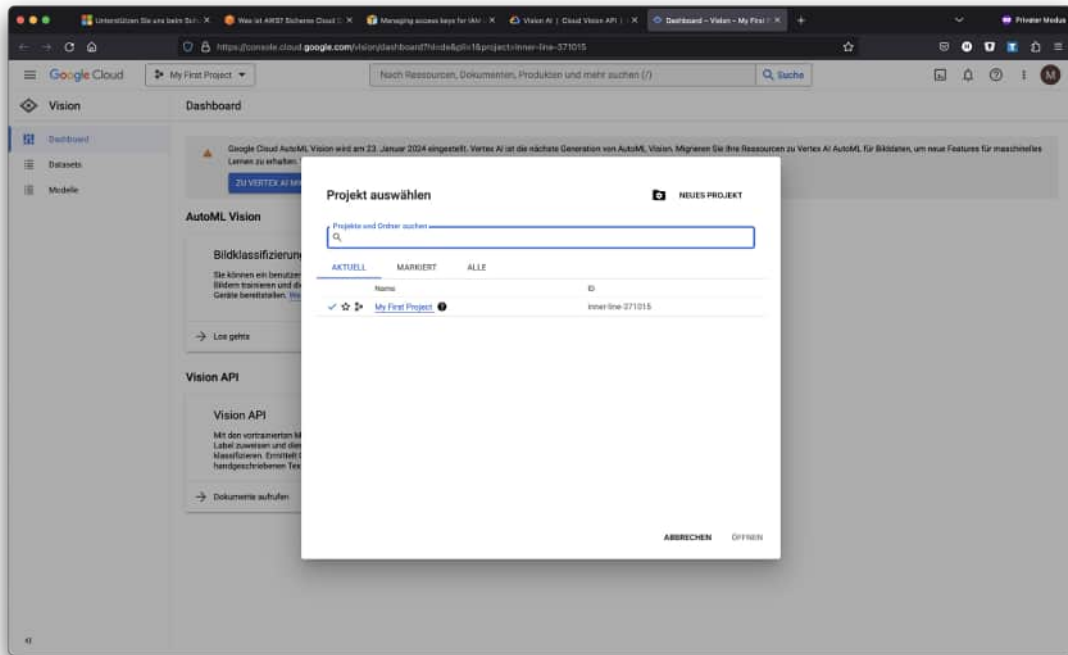 Unterstützen Sie uns beim Sch
Was ist AWS? Sicheres Cloud
Managing access keys for IAM
Vision AI | Cloud Vision API |
Dashboard – Vision – My First P
Privater Modus
https://console.cloud.google.com/vision/dashboard?hl=de&pli=1&project=inner-line-371015
Google Cloud
My First Project
Nach Ressourcen, Dokumenten, Produkten und mehr suchen (/)
Suche
M
Vision
Dashboard
Dashboard
Datasets
Modelle
Google Cloud AutoML Vision wird am 23. Januar 2024 eingestellt. Vertex AI ist die nächste Generation von AutoML Vision. Migrieren Sie Ihre Ressourcen zu Vertex AI AutoML für Bilddaten, um neue Features für maschinelles
Lernen zu erhalten.
ZU VERTEX AI MI
AutoML Vision
Bildklassifizierun
Sie können ein benutzer
Bildern trainieren und di
Geräte bereitstellen.
Los gehts
Vision API
Vision API
Mit den vortrainierten M
Label zuweisen und dies
klassifizieren. Ermittelt
handgeschriebenen Tex
Dokumente aufrufen
Projekt auswählen
NEUES PROJEKT
Projekte und Ordner suchen
AKTUELL MARKIERT ALLE
Name ID
My First Project inner-line-371015
ABBRECHEN ÖFFNEN